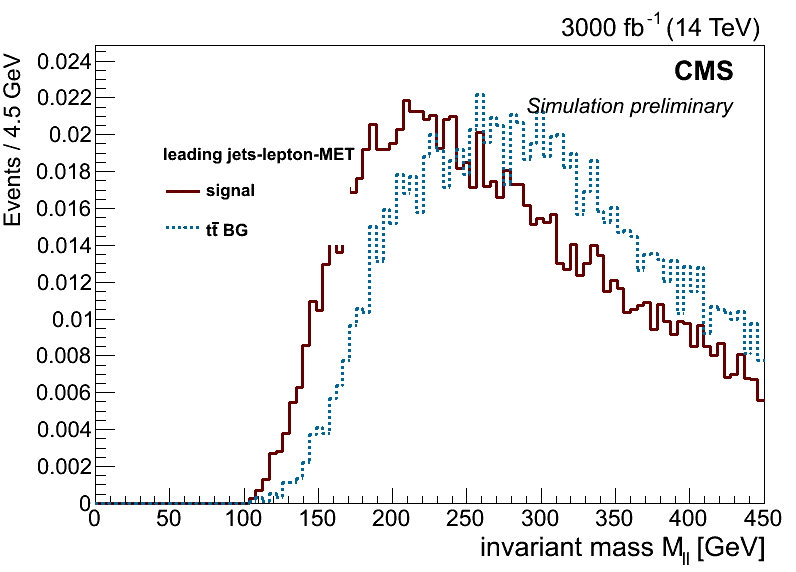 3000 fb-1 (14 TeV)
CMS
Simulation preliminary
Events / 4.5 GeV
0.024
0.022
0.02
0.018
0.016
0.014
0.012
0.01
0.008
0.006
0.004
0.002
0
leading jets-lepton-MET
signal
tt̄ BG
0 50 100 150 200 250 300 350 400 450
invariant mass Mll [GeV]